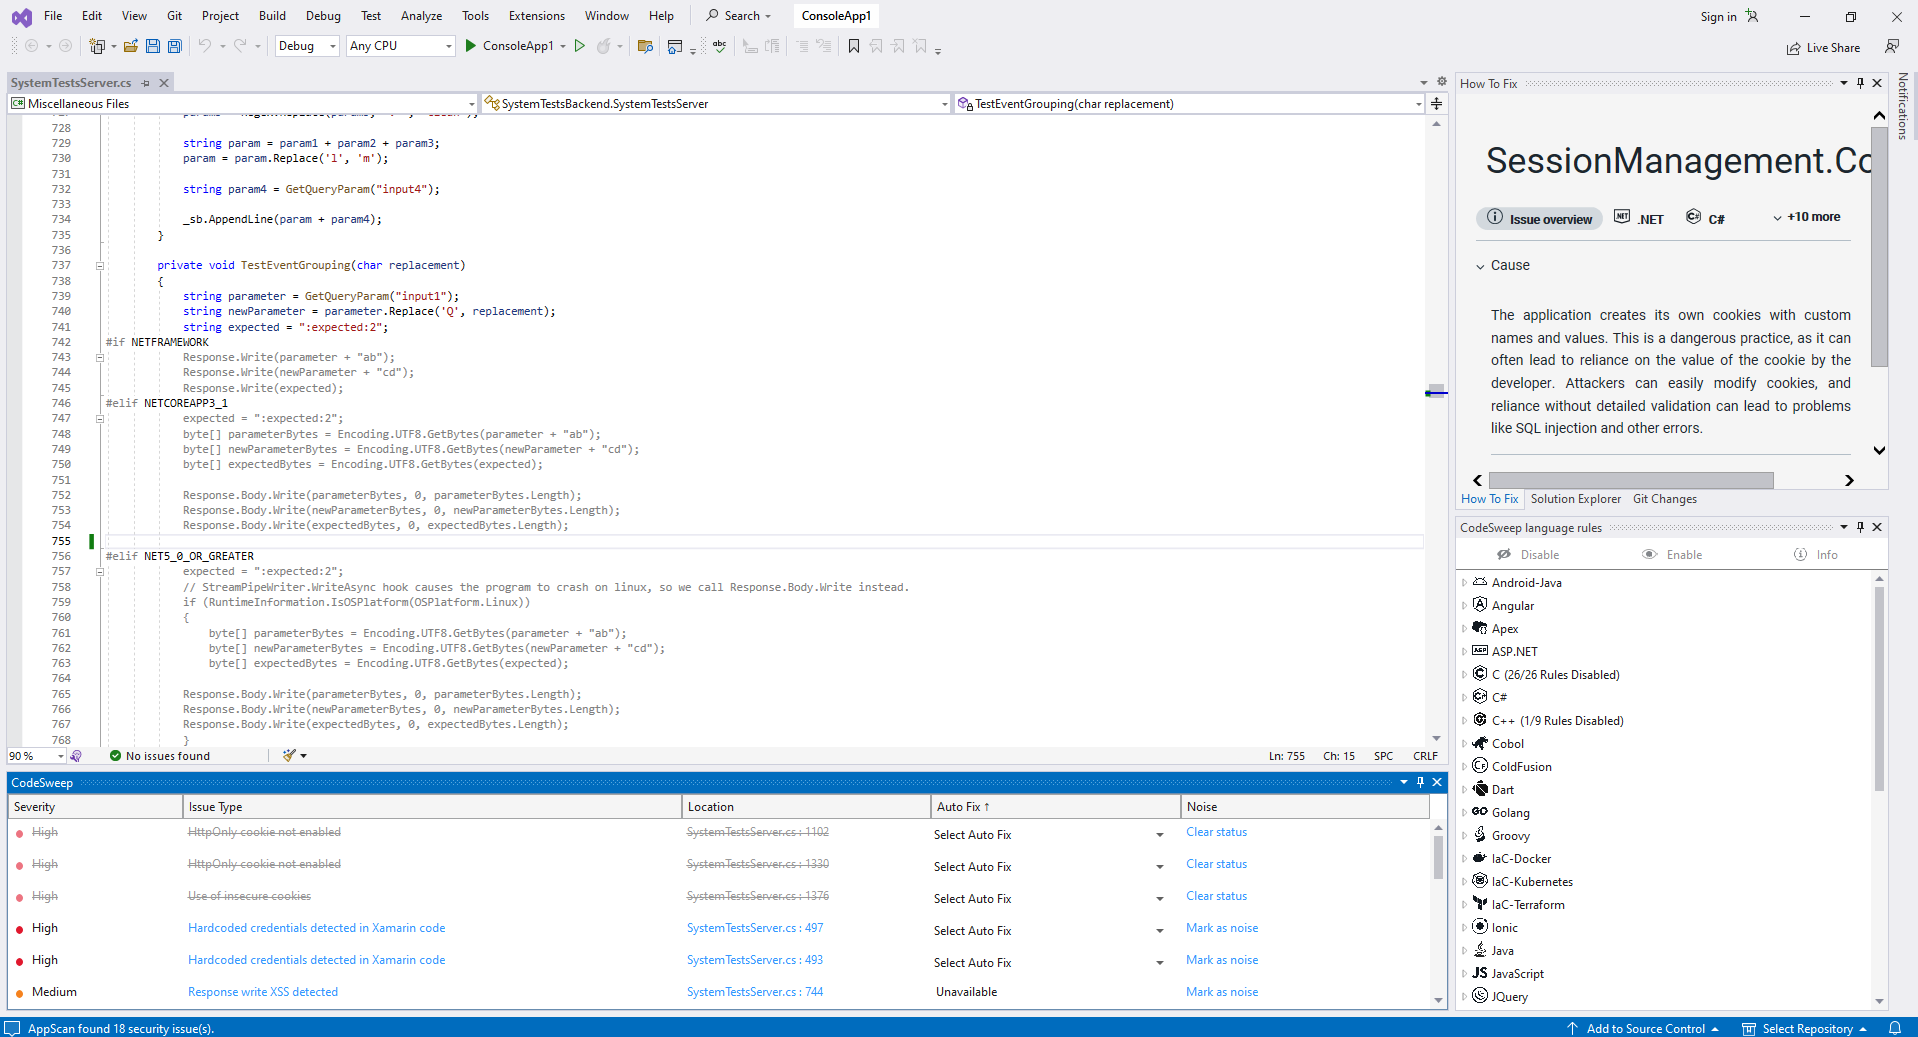 File Edit View Git Project Build Debug Test Analyze Tools Extensions Window Help Search ConsoleApp1 Sign in
Debug Any CPU ConsoleApp1 abc Live Share
SystemTestsServer.cs
C# Miscellaneous Files SystemTestsBackend.SystemTestsServer TestEventGrouping(char replacement)
728
729 string param = param1 + param2 + param3;
730 param = param.Replace('l', 'm');
731
732 string param4 = GetQueryParam("input4");
733
734 _sb.AppendLine(param + param4);
735 }
736
737 private void TestEventGrouping(char replacement)
738 {
739 string parameter = GetQueryParam("input1");
740 string newParameter = parameter.Replace('Q', replacement);
741 string expected = ":expected:2";
742 #if NETFRAMEWORK
743 Response.Write(parameter + "ab");
744 Response.Write(newParameter + "cd");
745 Response.Write(expected);
746 #elif NETCOREAPP3_1
747 expected = ":expected:2";
748 byte[] parameterBytes = Encoding.UTF8.GetBytes(parameter + "ab");
749 byte[] newParameterBytes = Encoding.UTF8.GetBytes(newParameter + "cd");
750 byte[] expectedBytes = Encoding.UTF8.GetBytes(expected);
751
752 Response.Body.Write(parameterBytes, 0, parameterBytes.Length);
753 Response.Body.Write(newParameterBytes, 0, newParameterBytes.Length);
754 Response.Body.Write(expectedBytes, 0, expectedBytes.Length);
755
756 #elif NET5_0_OR_GREATER
757 expected = ":expected:2";
758 // StreamPipeWriter.WriteAsync hook causes the program to crash on linux, so we call Response.Body.Write instead.
759 if (RuntimeInformation.IsOSPlatform(OSPlatform.Linux))
760 {
761 byte[] parameterBytes = Encoding.UTF8.GetBytes(parameter + "ab");
762 byte[] newParameterBytes = Encoding.UTF8.GetBytes(newParameter + "cd");
763 byte[] expectedBytes = Encoding.UTF8.GetBytes(expected);
764
765 Response.Body.Write(parameterBytes, 0, parameterBytes.Length);
766 Response.Body.Write(newParameterBytes, 0, newParameterBytes.Length);
767 Response.Body.Write(expectedBytes, 0, expectedBytes.Length);
768 }
90 % No issues found Ln: 755 Ch: 15 SPC CRLF
CodeSweep
Severity Issue Type Location Auto Fix ↑ Noise
High HttpOnly cookie not enabled SystemTestsServer.cs : 1102 Select Auto Fix Clear status
High HttpOnly cookie not enabled SystemTestsServer.cs : 1330 Select Auto Fix Clear status
High Use of insecure cookies SystemTestsServer.cs : 1376 Select Auto Fix Clear status
High Hardcoded credentials detected in Xamarin code SystemTestsServer.cs : 497 Select Auto Fix Mark as noise
High Hardcoded credentials detected in Xamarin code SystemTestsServer.cs : 493 Select Auto Fix Mark as noise
Medium Response write XSS detected SystemTestsServer.cs : 744 Unavailable Mark as noise
How To Fix
Notifications
SessionManagement.Co
Issue overview .NET C# +10 more
Cause
The application creates its own cookies with custom
names and values. This is a dangerous practice, as it can
often lead to reliance on the value of the cookie by the
developer. Attackers can easily modify cookies, and
reliance without detailed validation can lead to problems
like SQL injection and other errors.
How To Fix Solution Explorer Git Changes
CodeSweep language rules
Disable Enable Info
Android-Java
Angular
Apex
ASP.NET
C (26/26 Rules Disabled)
C#
C++ (1/9 Rules Disabled)
Cobol
ColdFusion
Dart
Golang
Groovy
IaC-Docker
IaC-Kubernetes
IaC-Terraform
Ionic
Java
JS JavaScript
JQuery
AppScan found 18 security issue(s). Add to Source Control Select Repository